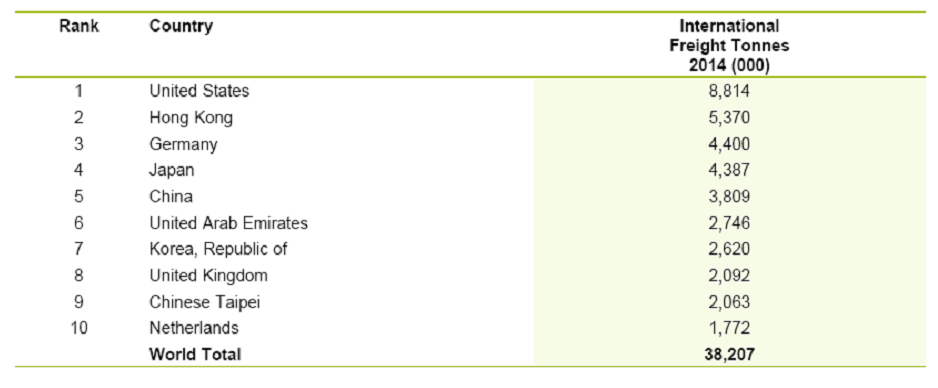 Rank Country International
Freight Tonnes
2014 (000)
1 United States 8,814
2 Hong Kong 5,370
3 Germany 4,400
4 Japan 4,387
5 China 3,809
6 United Arab Emirates 2,746
7 Korea, Republic of 2,620
8 United Kingdom 2,092
9 Chinese Taipei 2,063
10 Netherlands 1,772
World Total 38,207